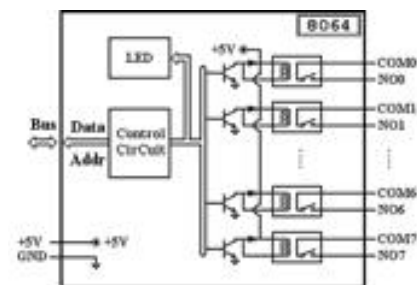 8064
+5V
LED
COM0
NO0
COM1
NO1
Bus
Data
Addr
Control
CirCuit
COM6
NO6
+5V
+5V
GND
COM7
NO7